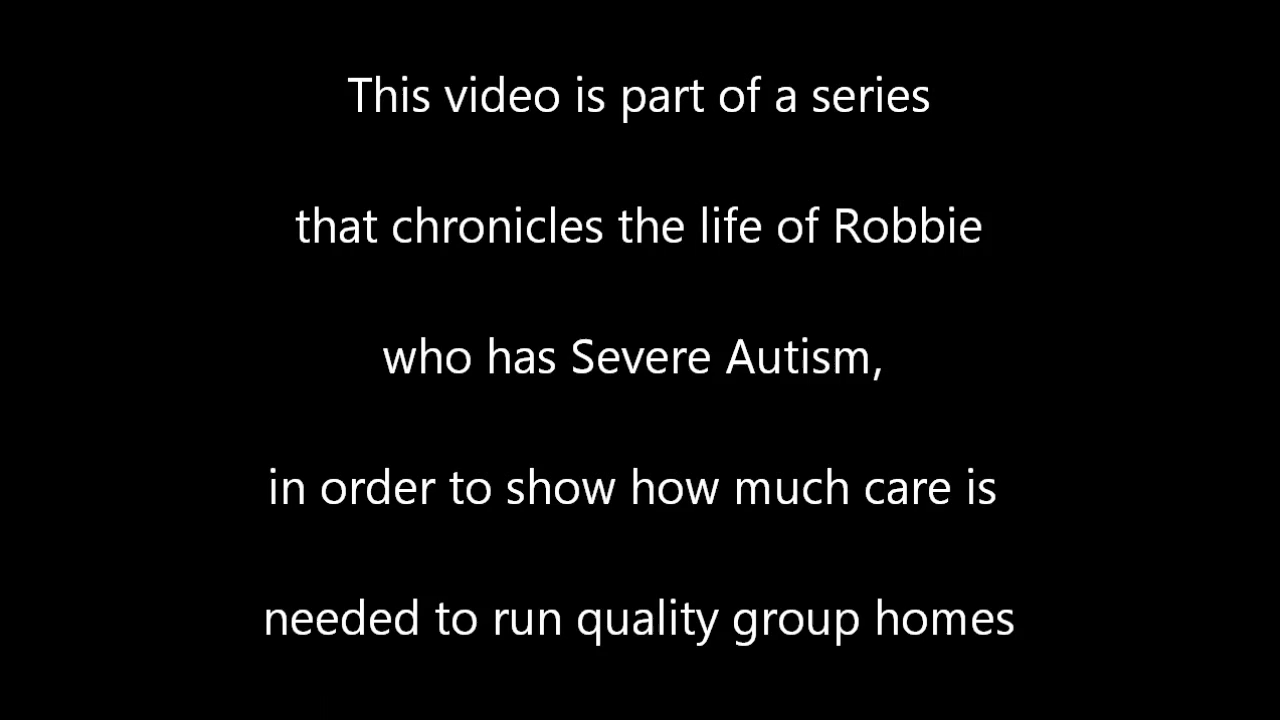 This video is part of a series
that chronicles the life of Robbie
who has Severe Autism,
in order to show how much care is
needed to run quality group homes